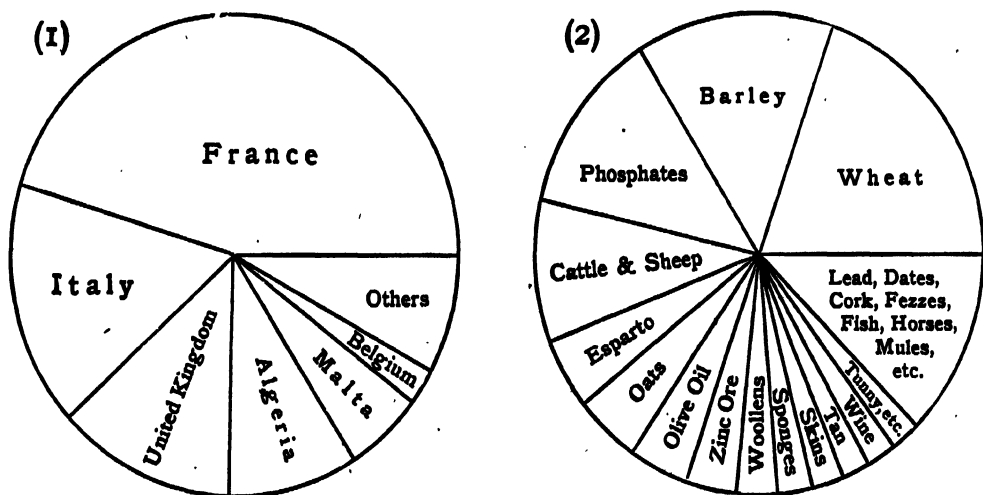 (1)
France
Italy
United Kingdom
Algeria
Malta
Belgium
Others
(2)
Barley
Wheat
Phosphates
Cattle & Sheep
Esparto
Oats
Olive Oil
Zinc Ore
Woollens
Sponges
Skins
Tan
Wine
Tunny, etc.
Lead, Dates,
Cork, Fezzes,
Fish, Horses,
Mules,
etc.